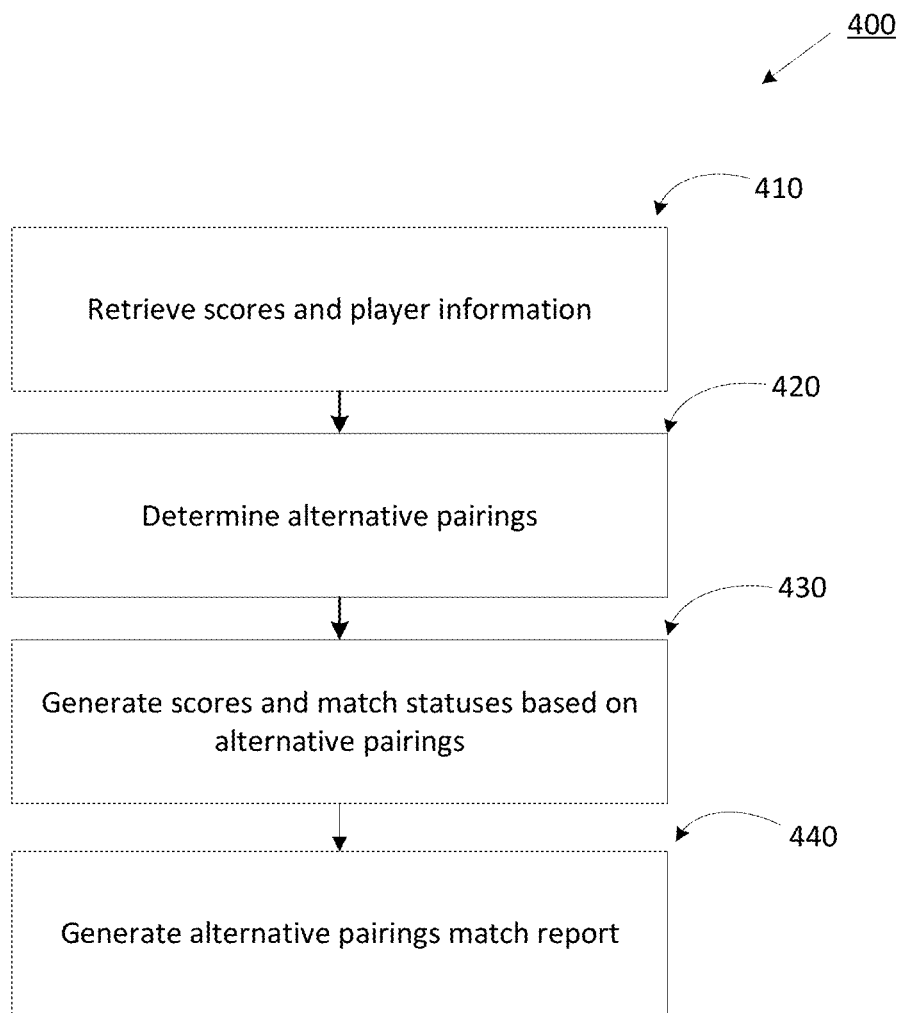 400
410
Retrieve scores and player information
420
Determine alternative pairings
430
Generate scores and match statuses based on
alternative pairings
440
Generate alternative pairings match report